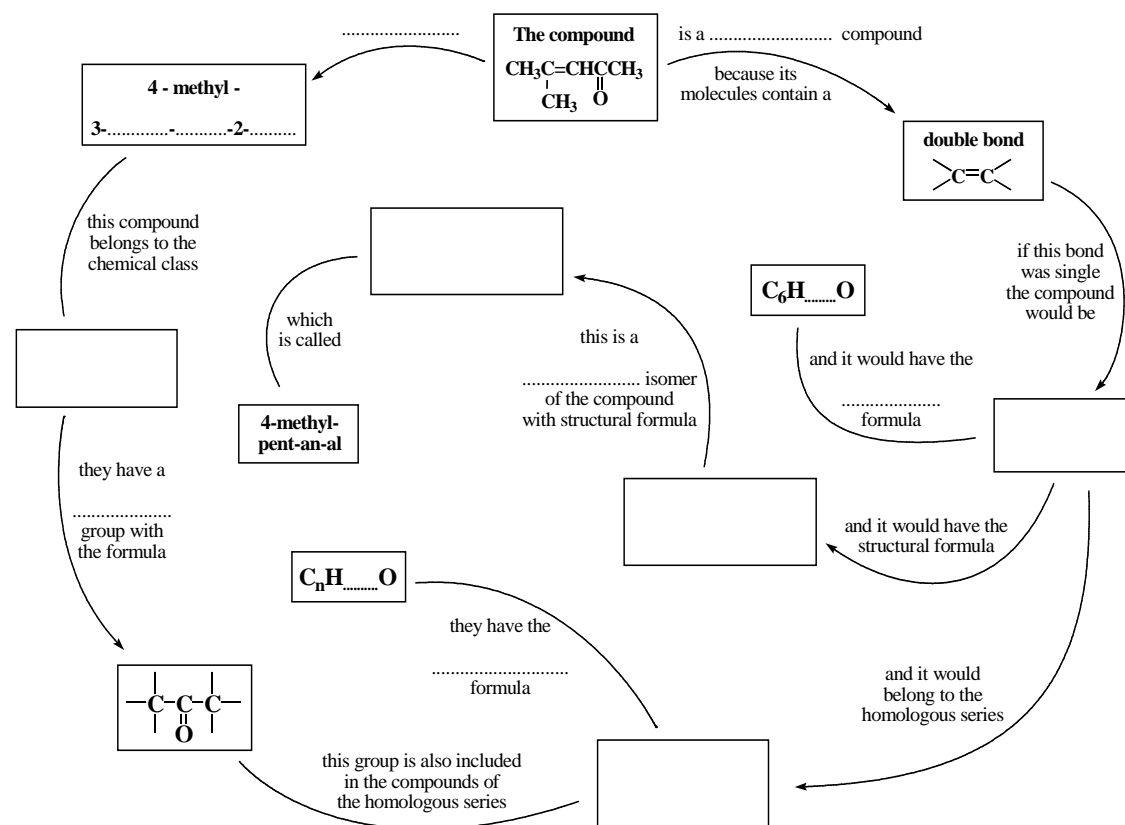 ........................
The compound
CH3C=CHCOCH3
CH3 O
is a ......................... compound
because its
molecules contain a
4 - methyl -
3-.............-...........-2-..........
double bond
C=C
this compound
belongs to the
chemical class
if this bond
was single
the compound
would be
C6H.........O
which
is called
this is a
........................ isomer
of the compound
with structural formula
and it would have the
....................
formula
4-methyl-
pent-an-al
they have a
....................
group with
the formula
and it would have the
structural formula
CnH..........O
they have the
............................
formula
and it would
belong to the
homologous series
C-C-C
O
this group is also included
in the compounds of
the homologous series